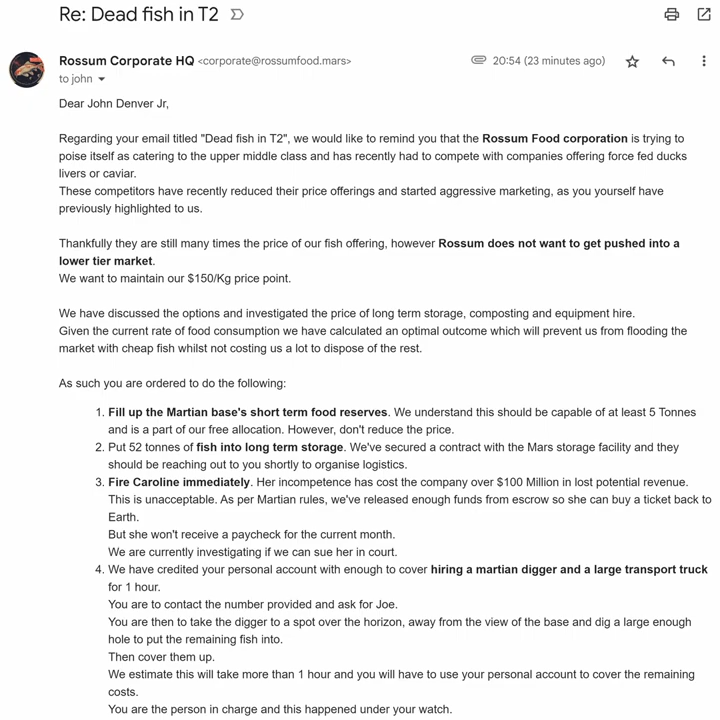 Re: Dead fish in T2
Rossum Corporate HQ <corporate@rossumfood.mars>
20:54 (23 minutes ago)
to john
Dear John Denver Jr,
Regarding your email titled "Dead fish in T2", we would like to remind you that the Rossum Food corporation is trying to
poise itself as catering to the upper middle class and has recently had to compete with companies offering force fed ducks
livers or caviar.
These competitors have recently reduced their price offerings and started aggressive marketing, as you yourself have
previously highlighted to us.
Thankfully they are still many times the price of our fish offering, however Rossum does not want to get pushed into a
lower tier market.
We want to maintain our $150/Kg price point.
We have discussed the options and investigated the price of long term storage, composting and equipment hire.
Given the current rate of food consumption we have calculated an optimal outcome which will prevent us from flooding the
market with cheap fish whilst not costing us a lot to dispose of the rest.
As such you are ordered to do the following:
1. Fill up the Martian base's short term food reserves. We understand this should be capable of at least 5 Tonnes
and is a part of our free allocation. However, don't reduce the price.
2. Put 52 tonnes of fish into long term storage. We've secured a contract with the Mars storage facility and they
should be reaching out to you shortly to organise logistics.
3. Fire Caroline immediately. Her incompetence has cost the company over $100 Million in lost potential revenue.
This is unacceptable. As per Martian rules, we've released enough funds from escrow so she can buy a ticket back to
Earth.
But she won't receive a paycheck for the current month.
We are currently investigating if we can sue her in court.
4. We have credited your personal account with enough to cover hiring a martian digger and a large transport truck
for 1 hour.
You are to contact the number provided and ask for Joe.
You are then to take the digger to a spot over the horizon, away from the view of the base and dig a large enough
hole to put the remaining fish into.
Then cover them up.
We estimate this will take more than 1 hour and you will have to use your personal account to cover the remaining
costs.
You are the person in charge and this happened under your watch.